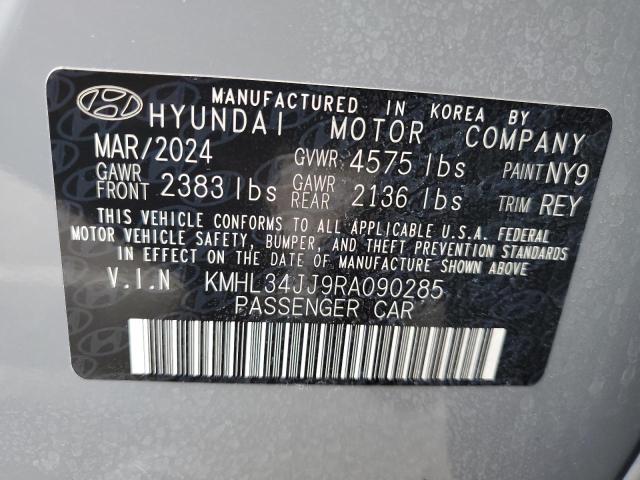 MANUFACTURED IN KOREA BY
HYUNDAI MOTOR COMPANY
MAR/2024 GVWR 4575 lbs PAINT NY9
GAWR FRONT 2383 lbs GAWR REAR 2136 lbs TRIM REY
THIS VEHICLE CONFORMS TO ALL APPLICABLE U.S.A. FEDERAL
MOTOR VEHICLE SAFETY, BUMPER, AND THEFT PREVENTION STANDARDS
IN EFFECT ON THE DATE OF MANUFACTURE SHOWN ABOVE.
V.I.N KMHL34JJ9RA090285
PASSENGER CAR